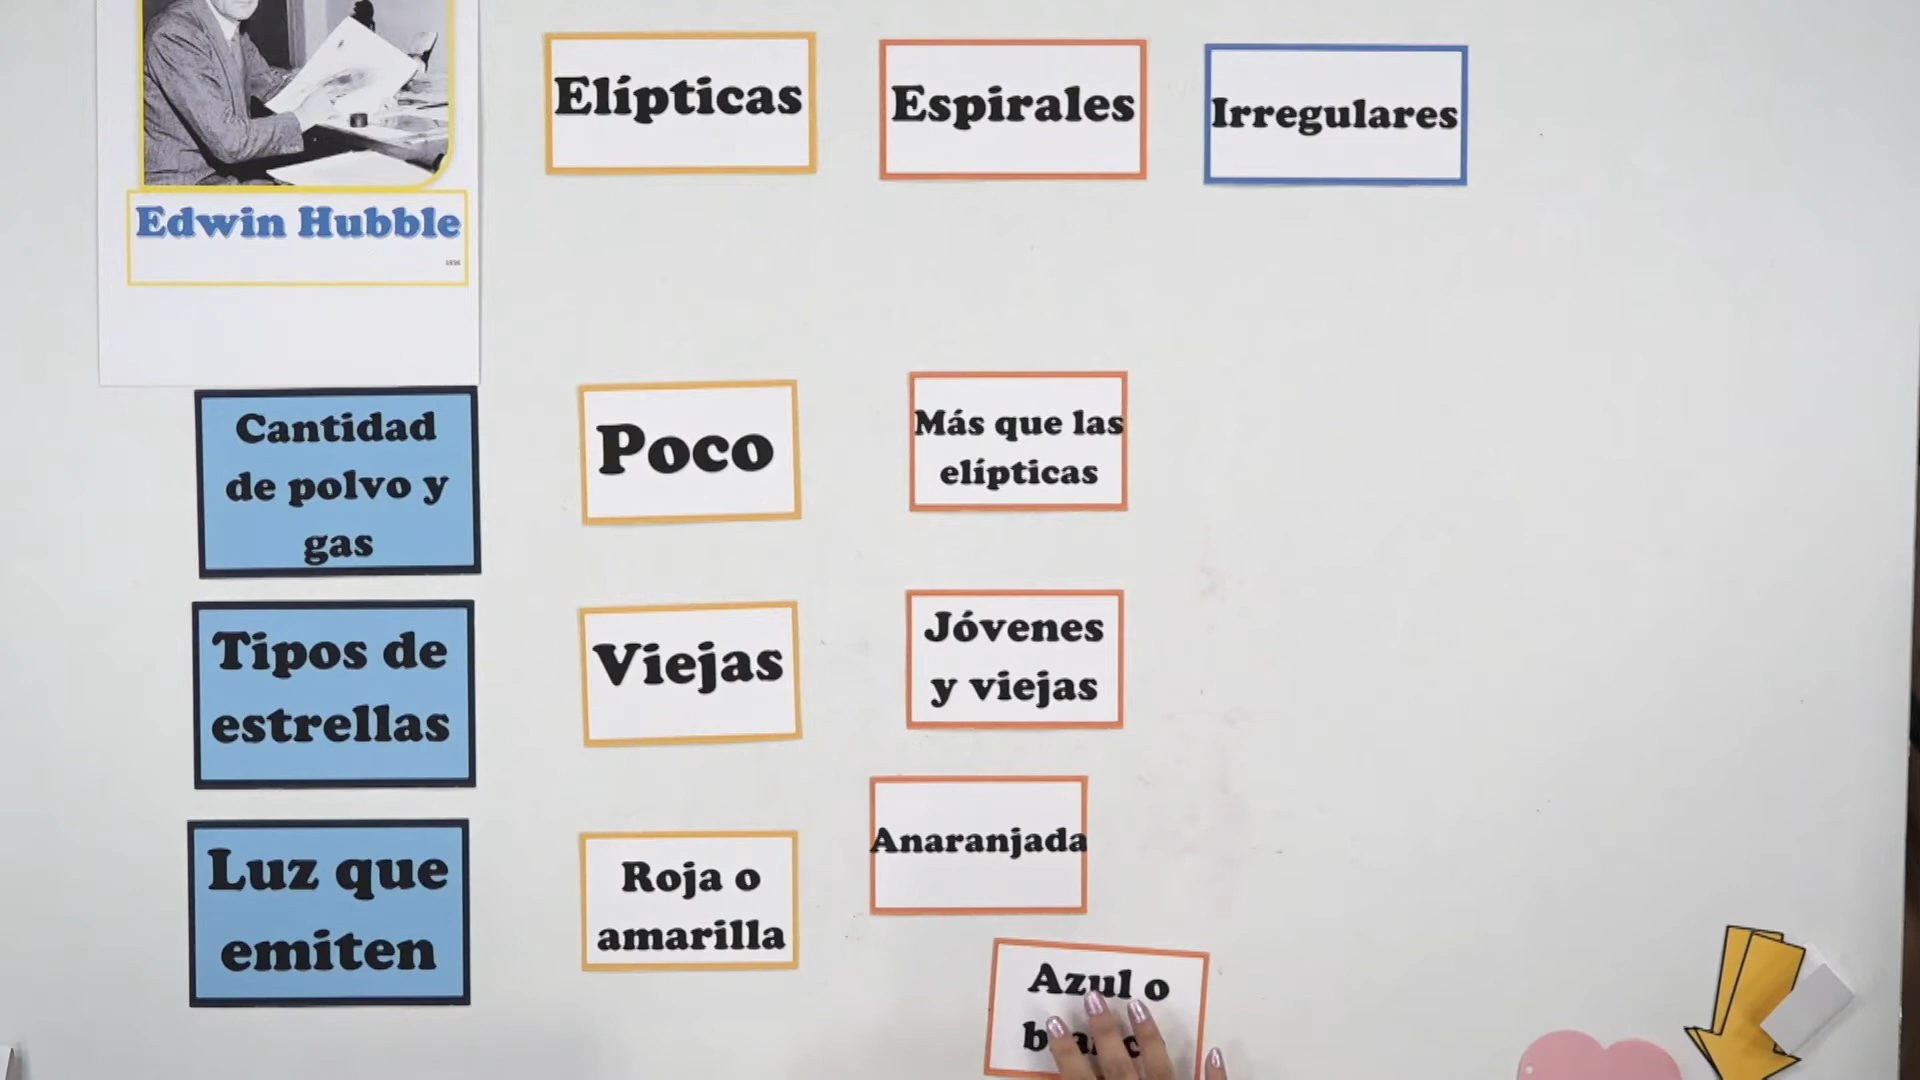 Edwin Hubble
1936
Elípticas
Espirales
Irregulares
Cantidad
de polvo y
gas
Poco
Más que las
elípticas
Tipos de
estrellas
Viejas
Jóvenes
y viejas
Luz que
emiten
Roja o
amarilla
Anaranjada
Azul o